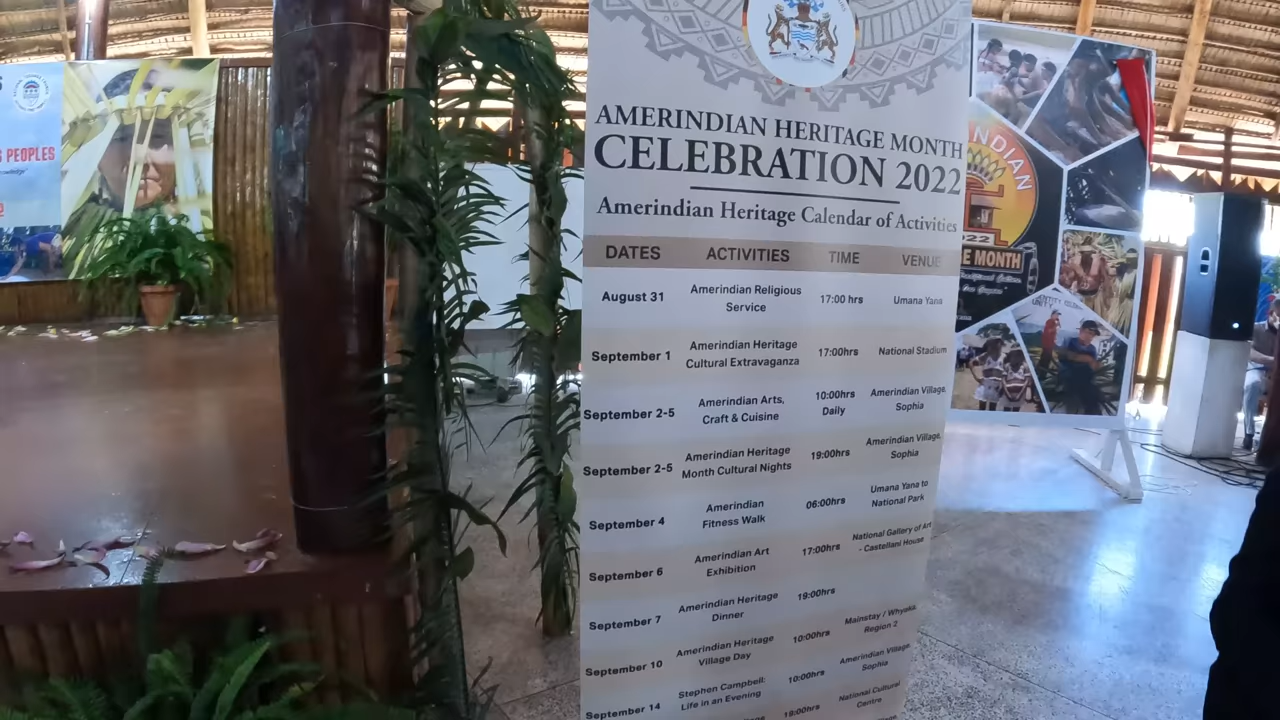 S PEOPLES
AMERINDIAN HERITAGE MONTH
CELEBRATION 2022
Amerindian Heritage Calendar of Activities
DATES ACTIVITIES TIME VENUE
August 31 Amerindian Religious Service 17:00 hrs Umana Yana
September 1 Amerindian Heritage Cultural Extravaganza 17:00hrs National Stadium
September 2-5 Amerindian Arts, Craft & Cuisine 10:00hrs Daily Amerindian Village, Sophia
September 2-5 Amerindian Heritage Month Cultural Nights 19:00hrs Amerindian Village, Sophia
September 4 Amerindian Fitness Walk 06:00hrs Umana Yana to National Park
September 6 Amerindian Art Exhibition 17:00hrs National Gallery of Art - Castellani House
September 7 Amerindian Heritage Dinner 19:00hrs
September 10 Amerindian Heritage Village Day 10:00hrs Mainstay / Whyaka, Region 2
September 14 Stephen Campbell: Life in an Evening 10:00hrs Amerindian Village, Sophia
19:00hrs National Cultural Centre
INDIAN
2022
E MONTH